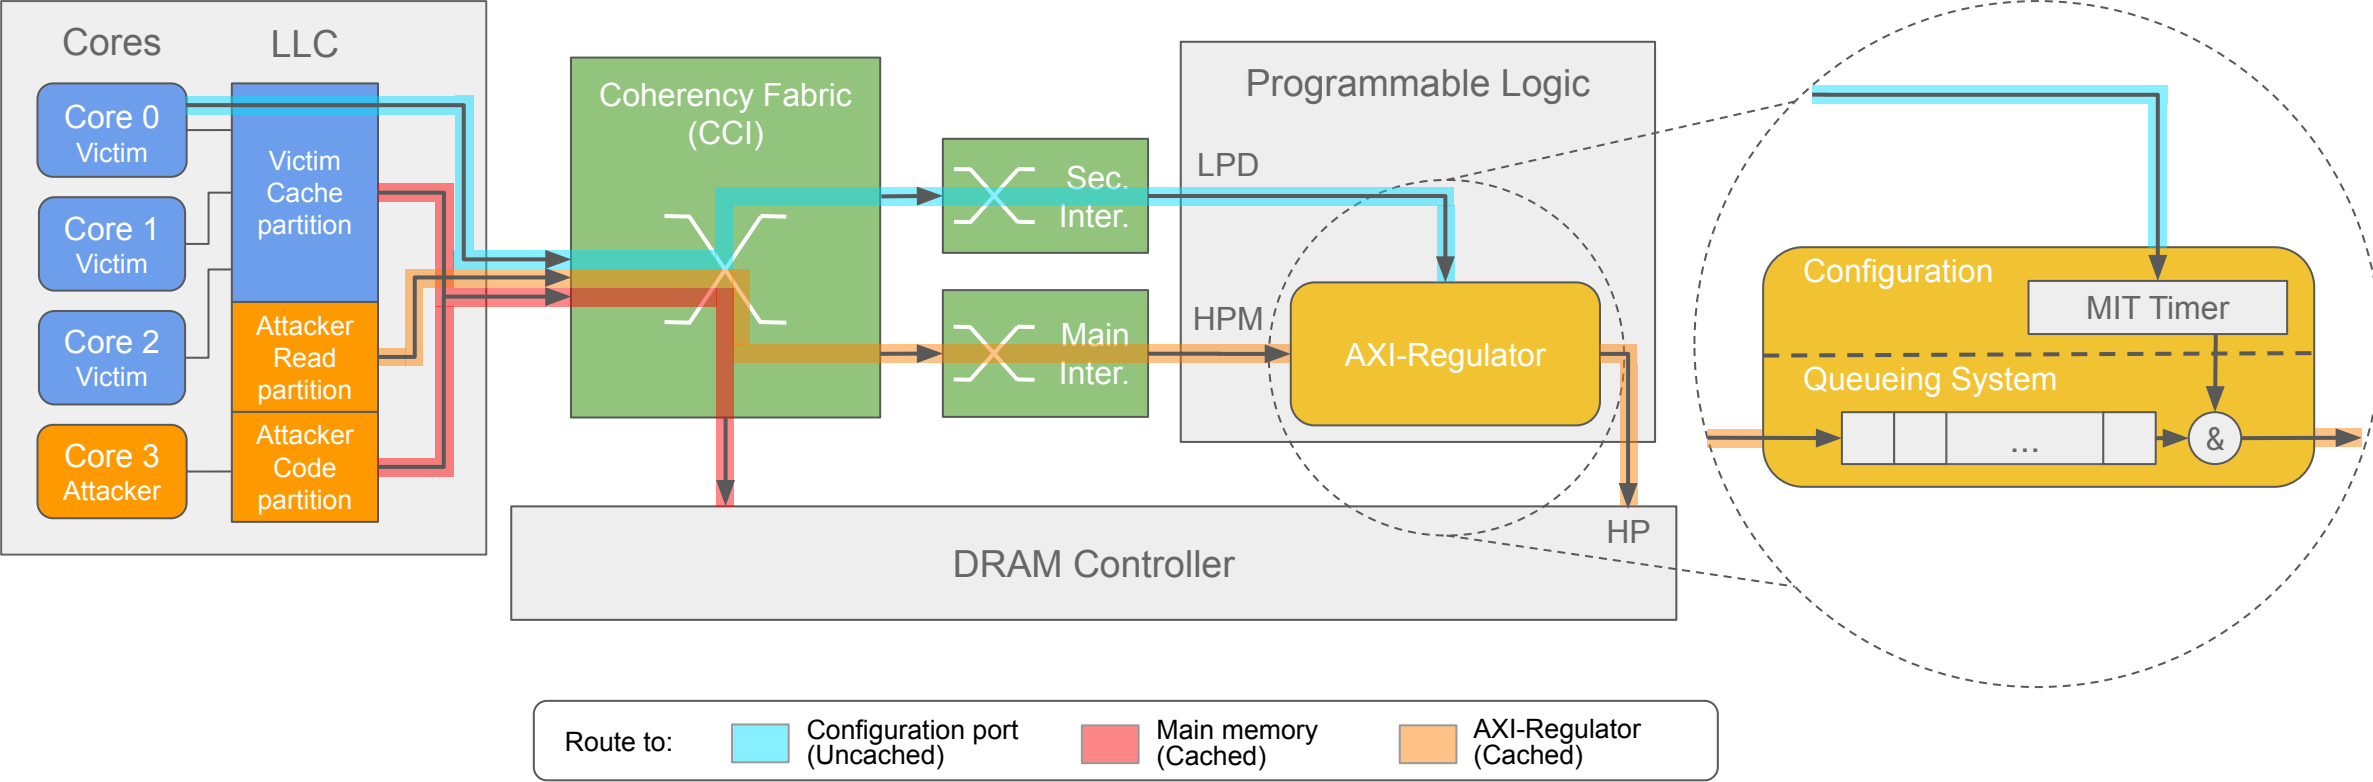 Cores
LLC
Core 0
Victim
Core 1
Victim
Core 2
Victim
Core 3
Attacker
Victim
Cache
partition
Attacker
Read
partition
Attacker
Code
partition
Coherency Fabric
(CCI)
Sec.
Inter.
Main
Inter.
Programmable Logic
LPD
HPM
AXI-Regulator
HP
DRAM Controller
Configuration
MIT Timer
Queueing System
...
&
Route to:
Configuration port
(Uncached)
Main memory
(Cached)
AXI-Regulator
(Cached)